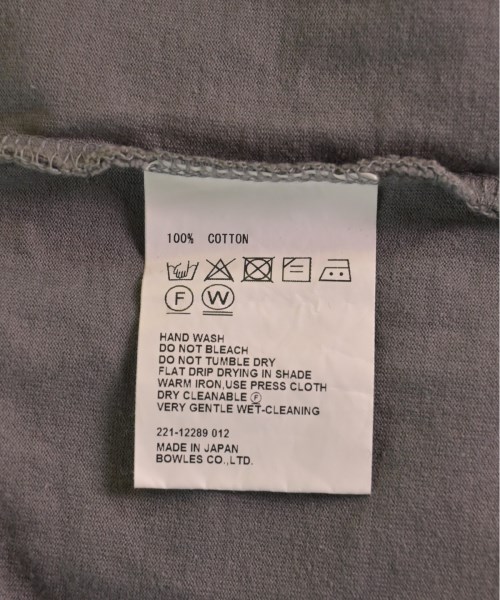 100% COTTON
F W
HAND WASH
DO NOT BLEACH
DO NOT TUMBLE DRY
FLAT DRIP DRYING IN SHADE
WARM IRON,USE PRESS CLOTH
DRY CLEANABLE Ⓕ
VERY GENTLE WET-CLEANING
221-12289 012
MADE IN JAPAN
BOWLES CO.,LTD.